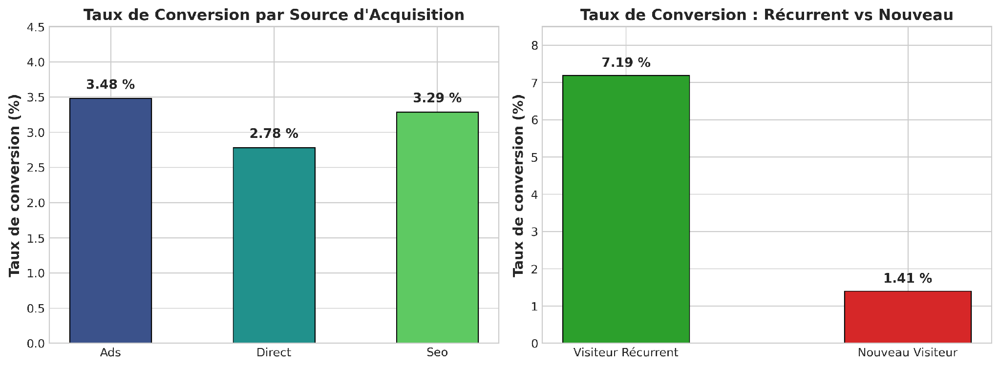 Taux de Conversion par Source d'Acquisition
Taux de conversion (%)
4.5
4.0
3.5
3.0
2.5
2.0
1.5
1.0
0.5
0.0
3.48 %
2.78 %
3.29 %
Ads
Direct
Seo
Taux de Conversion : Récurrent vs Nouveau
Taux de conversion (%)
8
7
6
5
4
3
2
1
0
7.19 %
1.41 %
Visiteur Récurrent
Nouveau Visiteur